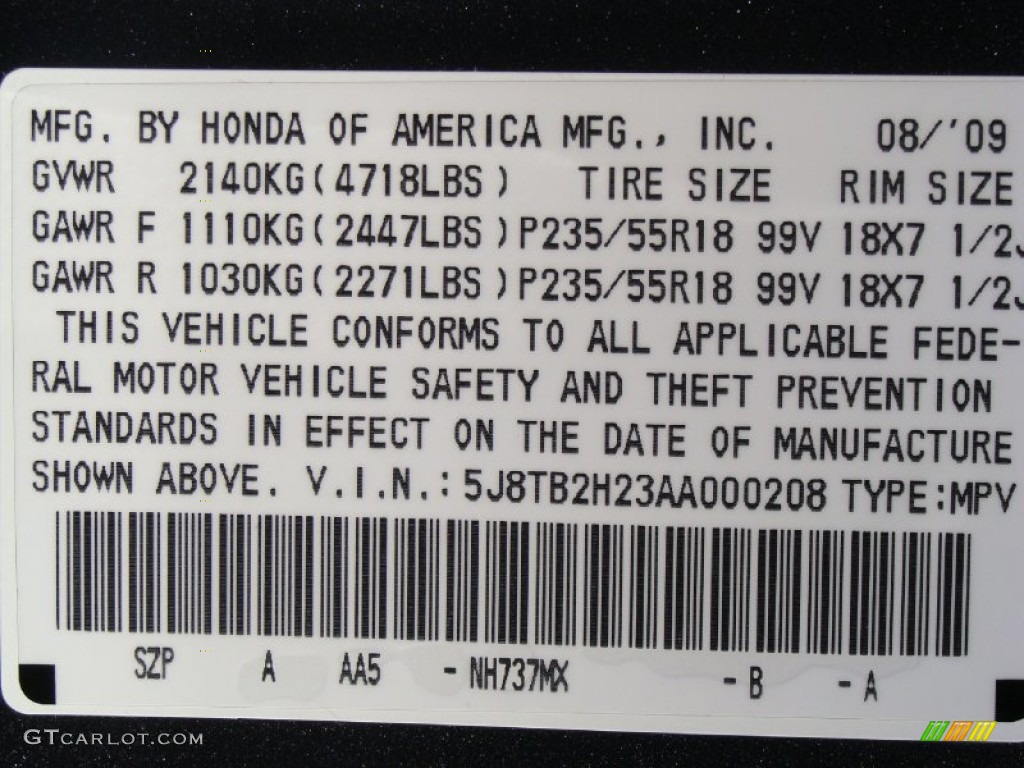 MFG. BY HONDA OF AMERICA MFG., INC. 08/'09
GVWR 2140KG(4718LBS) TIRE SIZE RIM SIZE
GAWR F 1110KG(2447LBS)P235/55R18 99V 18X7 1/2J
GAWR R 1030KG(2271LBS)P235/55R18 99V 18X7 1/2J
THIS VEHICLE CONFORMS TO ALL APPLICABLE FEDE-
RAL MOTOR VEHICLE SAFETY AND THEFT PREVENTION
STANDARDS IN EFFECT ON THE DATE OF MANUFACTURE
SHOWN ABOVE. V.I.N.:5J8TB2H23AA000208 TYPE:MPV
SZP A AA5 -NH737MX -B -A
GTCARLOT.COM